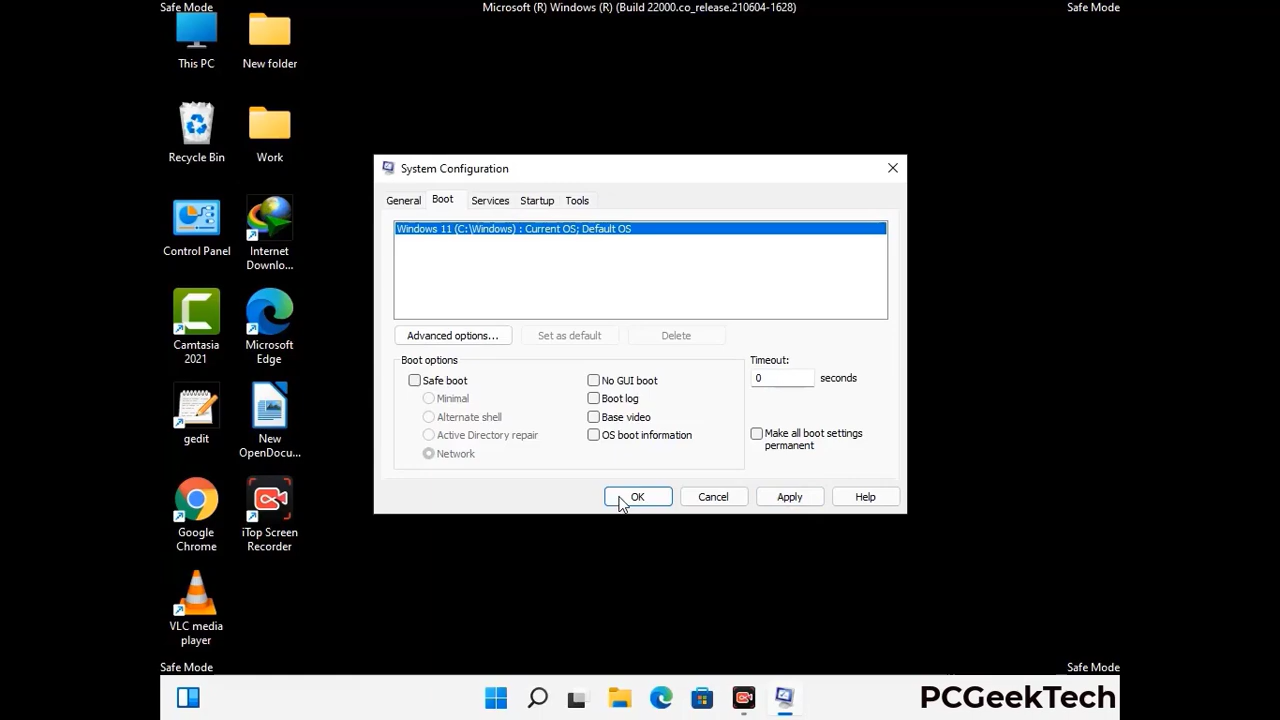 Safe Mode
Microsoft (R) Windows (R) (Build 22000.co_release.210604-1628)
Safe Mode
This PC
New folder
Recycle Bin
Work
Control Panel
Internet
Downlo...
Camtasia
2021
Microsoft
Edge
gedit
New
OpenDocu...
Google
Chrome
iTop Screen
Recorder
VLC media
player
System Configuration
General
Boot
Services
Startup
Tools
Windows 11 (C:\Windows) : Current OS; Default OS
Advanced options...
Set as default
Delete
Boot options
Safe boot
Minimal
Alternate shell
Active Directory repair
Network
No GUI boot
Boot log
Base video
OS boot information
Timeout:
0 seconds
Make all boot settings
permanent
OK
Cancel
Apply
Help
Safe Mode
Safe Mode
PCGeekTech